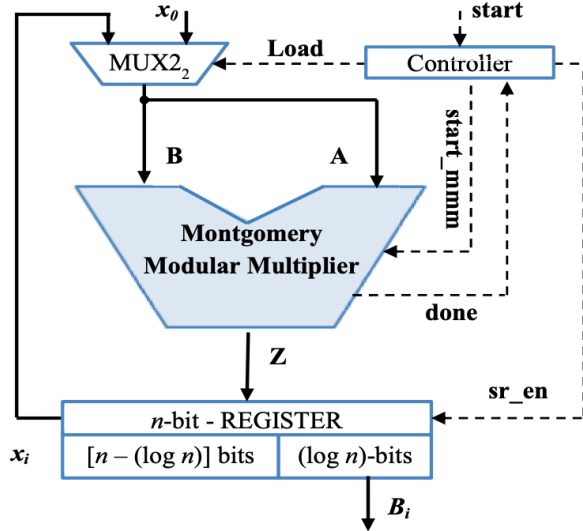 x₀
start
MUX2₂
Load
Controller
B
A
start_mmm
Montgomery
Modular Multiplier
done
Z
sr_en
n-bit - REGISTER
xᵢ
[n – (log n)] bits
(log n)-bits
Bᵢ